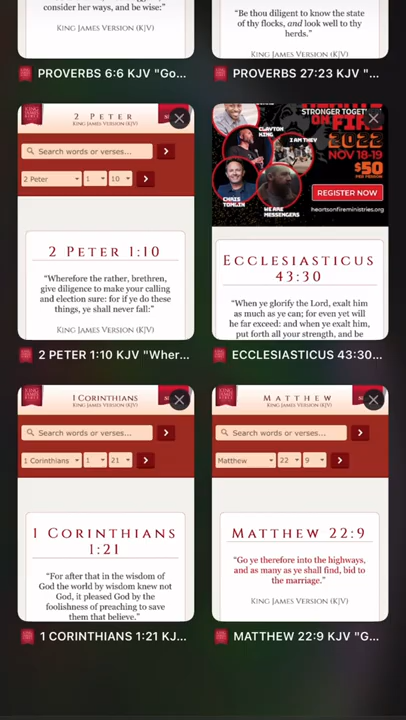 consider her ways, and be wise:”
“Be thou diligent to know the state
of thy flocks, and look well to thy
herds.”
KING JAMES VERSION (KJV)
PROVERBS 6:6 KJV "Go...
PROVERBS 27:23 KJV "...
2 PETER
KING JAMES VERSION (KJV)
Search words or verses...
2 Peter 1 10
2 PETER 1:10
“Wherefore the rather, brethren,
give diligence to make your calling
and election sure: for if ye do these
things, ye shall never fall:”
KING JAMES VERSION (KJV)
2 PETER 1:10 KJV "Wher...
STRONGER TOGET
CLAYTON
KING
I AM THEY
ON FIRE
2022
NOV 18-19
$50
PER PERSON
CHRIS
TOMLIN
WE ARE
MESSENGERS
REGISTER NOW
heartsonfireministries.org
ECCLESIASTICUS
43:30
“When ye glorify the Lord, exalt him
as much as ye can; for even yet will
he far exceed: and when ye exalt him,
put forth all your strength, and be
ECCLESIASTICUS 43:30...
1 CORINTHIANS
KING JAMES VERSION (KJV)
Search words or verses...
1 Corinthians 1 21
1 CORINTHIANS
1:21
“For after that in the wisdom of
God the world by wisdom knew not
God, it pleased God by the
foolishness of preaching to save
them that believe.”
1 CORINTHIANS 1:21 KJ...
MATTHEW
KING JAMES VERSION (KJV)
Search words or verses...
Matthew 22 9
MATTHEW 22:9
“Go ye therefore into the highways,
and as many as ye shall find, bid to
the marriage.”
KING JAMES VERSION (KJV)
MATTHEW 22:9 KJV "G...